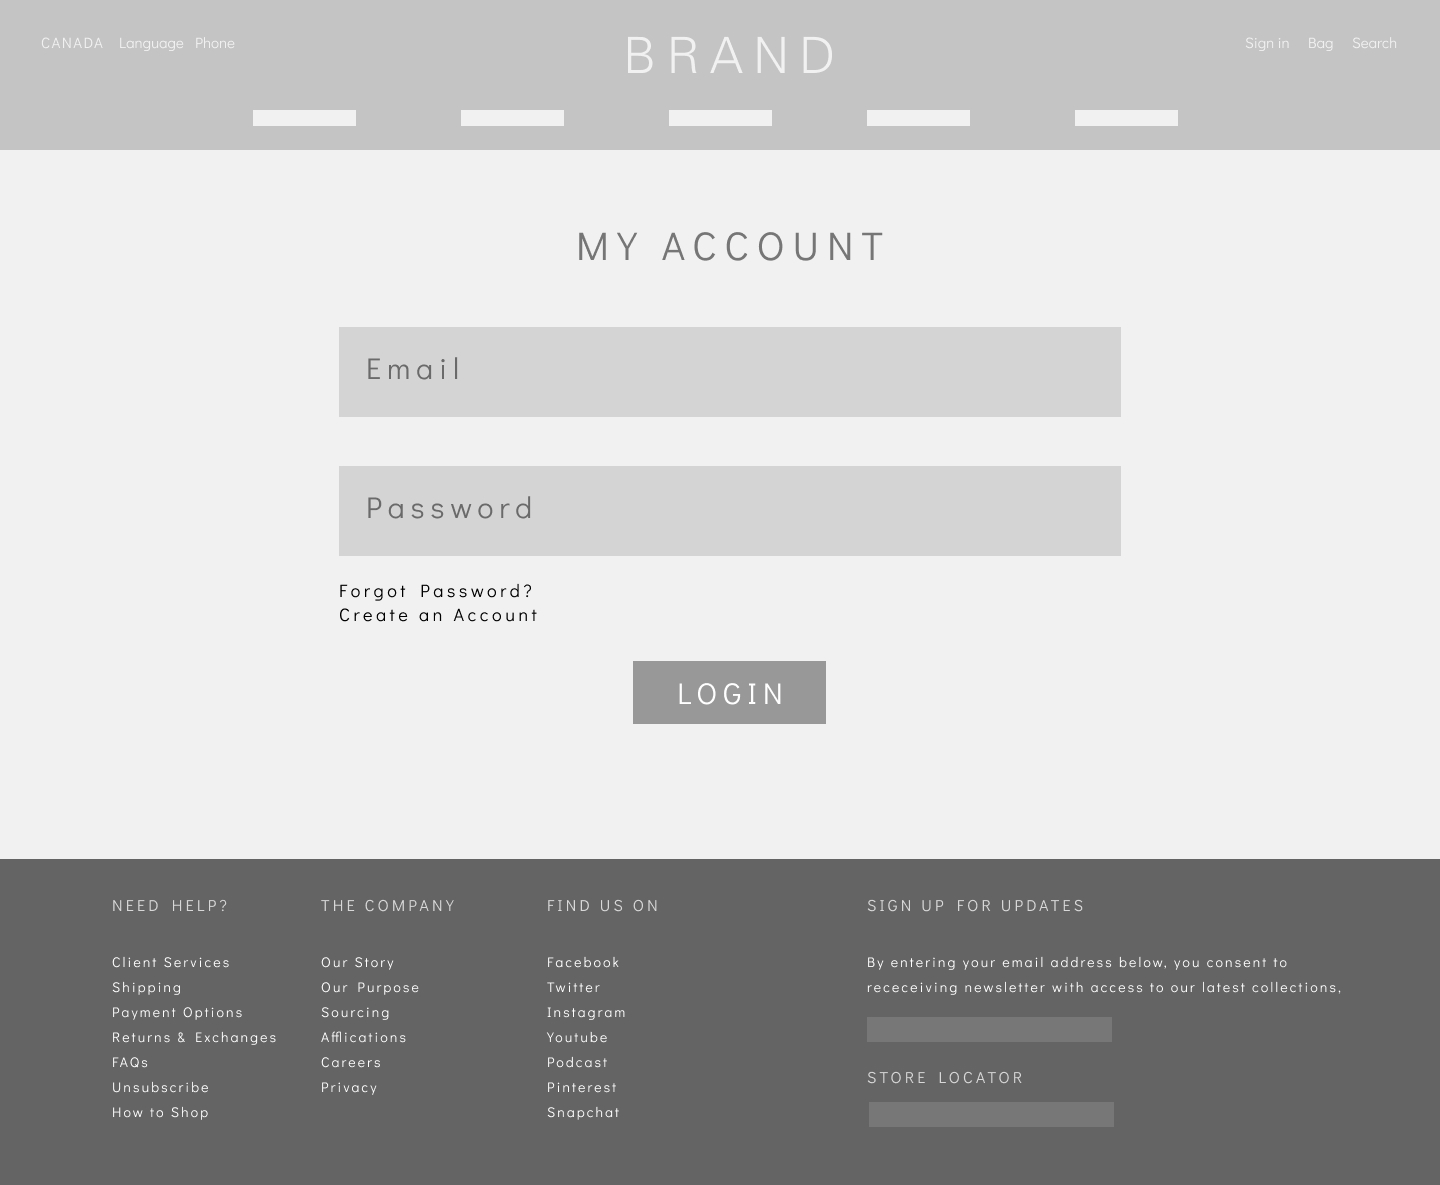 CANADA Language Phone
BRAND
Sign in Bag Search
MY ACCOUNT
Email
Password
Forgot Password?
Create an Account
LOGIN
NEED HELP?
Client Services
Shipping
Payment Options
Returns & Exchanges
FAQs
Unsubscribe
How to Shop
THE COMPANY
Our Story
Our Purpose
Sourcing
Afflications
Careers
Privacy
FIND US ON
Facebook
Twitter
Instagram
Youtube
Podcast
Pinterest
Snapchat
SIGN UP FOR UPDATES
By entering your email address below, you consent to
receceiving newsletter with access to our latest collections,
STORE LOCATOR